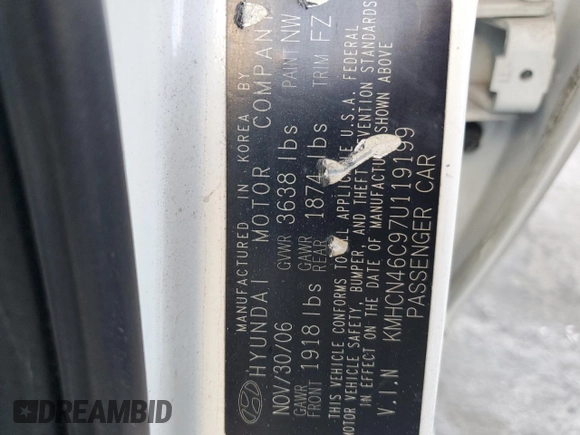 MANUFACTURED IN KOREA BY
HYUNDAI MOTOR COMPANY
NOV/30/06 GVWR 3638 lbs PAINT NW
GAWR FRONT 1918 lbs GAWR REAR 1874 lbs TRIM FZ
THIS VEHICLE CONFORMS TO ALL APPLICABLE U.S.A. FEDERAL
MOTOR VEHICLE SAFETY, BUMPER, AND THEFT PREVENTION STANDARDS
IN EFFECT ON THE DATE OF MANUFACTURE SHOWN ABOVE
V.I.N KMHCN46C97U119199
PASSENGER CAR
DREAMBID